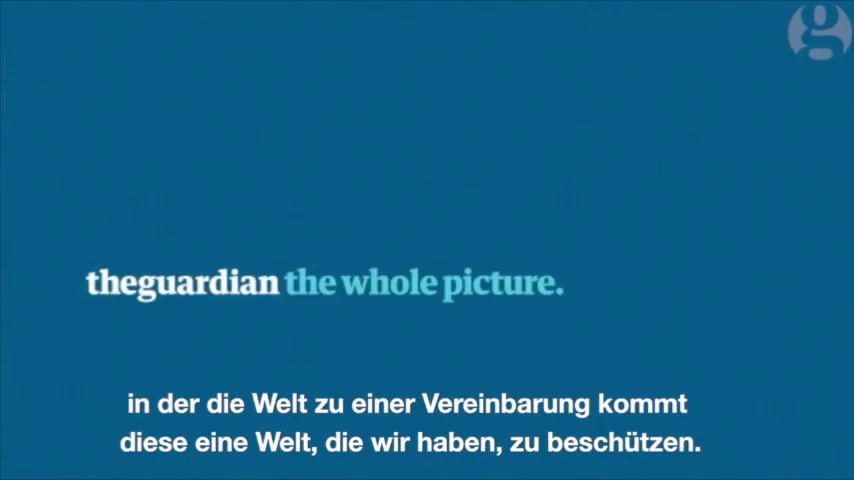 g
theguardian the whole picture.
in der die Welt zu einer Vereinbarung kommt
diese eine Welt, die wir haben, zu beschützen.